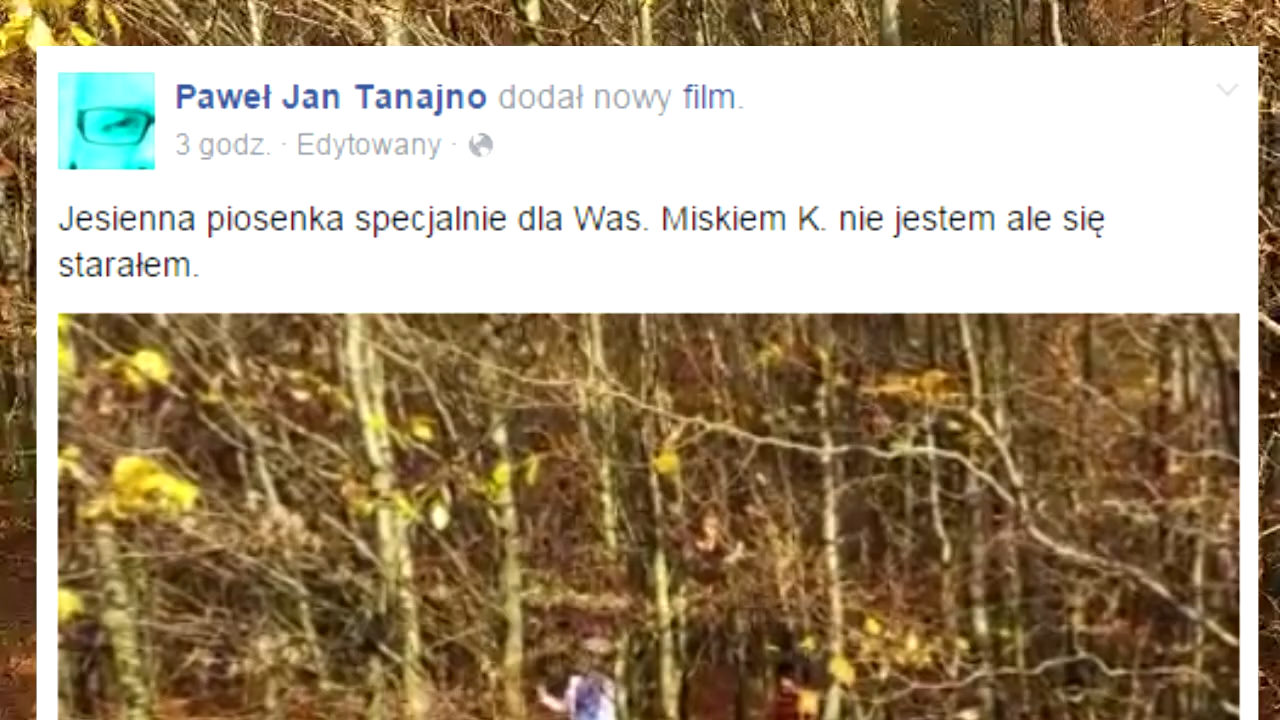 Paweł Jan Tanajno dodał nowy film.
3 godz. · Edytowany ·
Jesienna piosenka specjalnie dla Was. Miskiem K. nie jestem ale się
starałem.